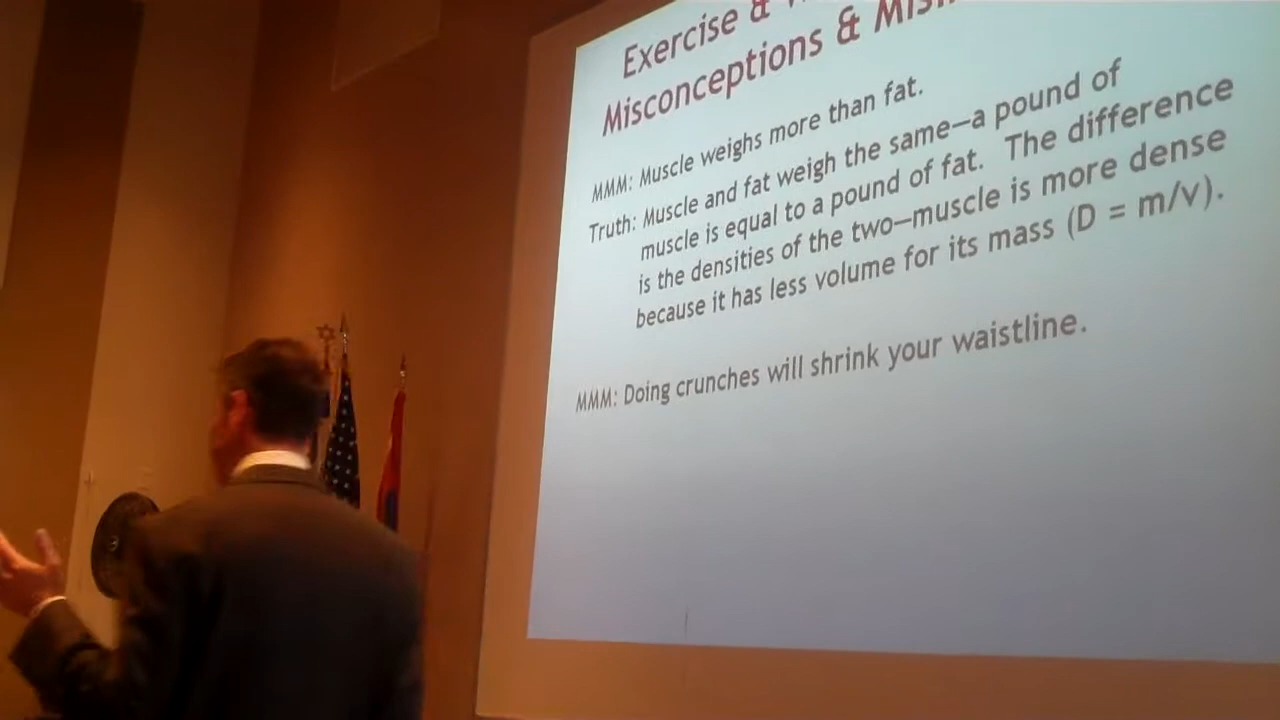 Exercise &
Misconceptions &
MMM: Muscle weighs more than fat.
Truth: Muscle and fat weigh the same—a pound of
muscle is equal to a pound of fat. The difference
is the densities of the two—muscle is more dense
because it has less volume for its mass (D = m/v).
MMM: Doing crunches will shrink your waistline.